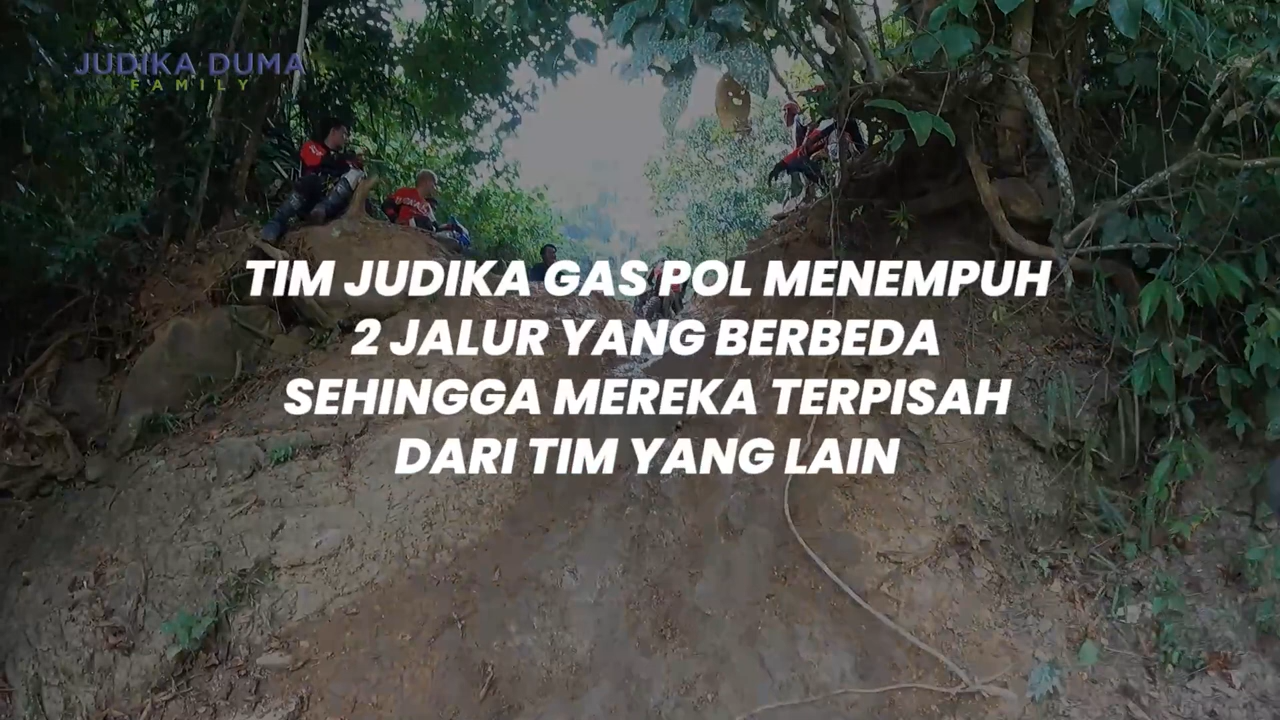 JUDIKA DUMA
FAMILY
TIM JUDIKA GAS POL MENEMPUH
2 JALUR YANG BERBEDA
SEHINGGA MEREKA TERPISAH
DARI TIM YANG LAIN